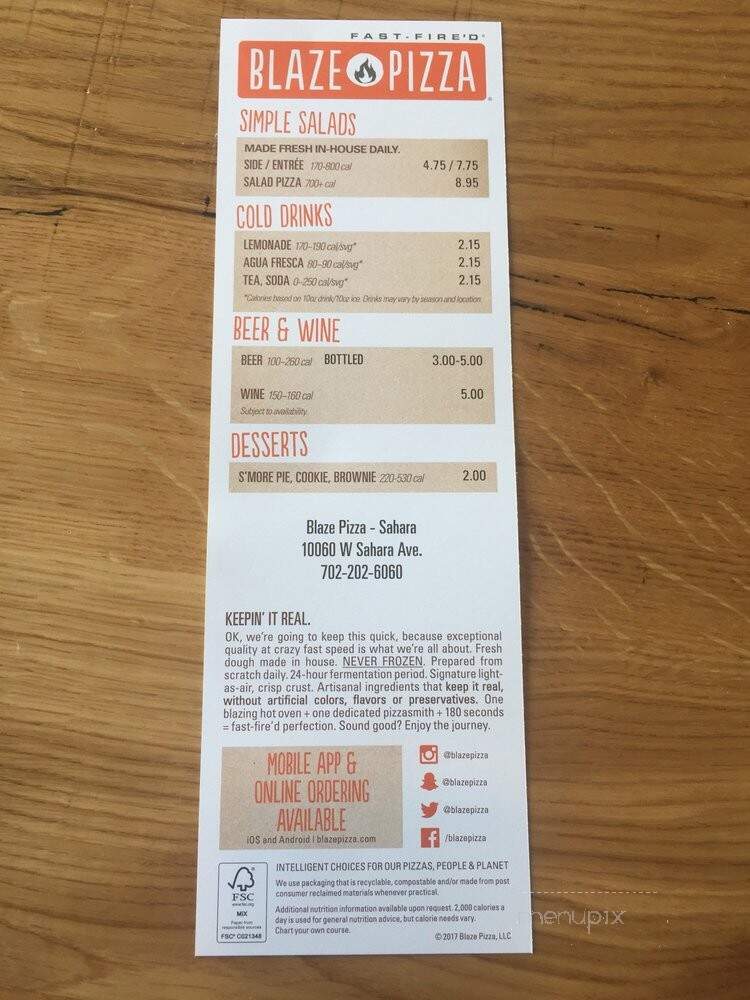 FAST-FIRE'D®
BLAZE PIZZA®
SIMPLE SALADS
MADE FRESH IN-HOUSE DAILY.
SIDE / ENTRÉE 170-800 cal 4.75 / 7.75
SALAD PIZZA 700+ cal 8.95
COLD DRINKS
LEMONADE 170-190 cal/svg* 2.15
AGUA FRESCA 80-90 cal/svg* 2.15
TEA, SODA 0-250 cal/svg* 2.15
*Calories based on 10oz drink/10oz ice. Drinks may vary by season and location.
BEER & WINE
BEER 100-260 cal BOTTLED 3.00-5.00
WINE 150-160 cal 5.00
Subject to availability.
DESSERTS
S'MORE PIE, COOKIE, BROWNIE 220-530 cal 2.00
Blaze Pizza - Sahara
10060 W Sahara Ave.
702-202-6060
KEEPIN' IT REAL.
OK, we're going to keep this quick, because exceptional
quality at crazy fast speed is what we're all about. Fresh
dough made in house. NEVER FROZEN. Prepared from
scratch daily. 24-hour fermentation period. Signature light-
as-air, crisp crust. Artisanal ingredients that keep it real,
without artificial colors, flavors or preservatives. One
blazing hot oven + one dedicated pizzasmith + 180 seconds
= fast-fire'd perfection. Sound good? Enjoy the journey.
MOBILE APP &
ONLINE ORDERING
AVAILABLE
iOS and Android | blazepizza.com
@blazepizza
@blazepizza
@blazepizza
/blazepizza
FSC
www.fsc.org
MIX
Paper from
responsible sources
FSC® C021348
INTELLIGENT CHOICES FOR OUR PIZZAS, PEOPLE & PLANET
We use packaging that is recyclable, compostable and/or made from post
consumer reclaimed materials whenever practical.
Additional nutrition information available upon request. 2,000 calories a
day is used for general nutrition advice, but calorie needs vary.
Chart your own course.
© 2017 Blaze Pizza, LLC
menupix